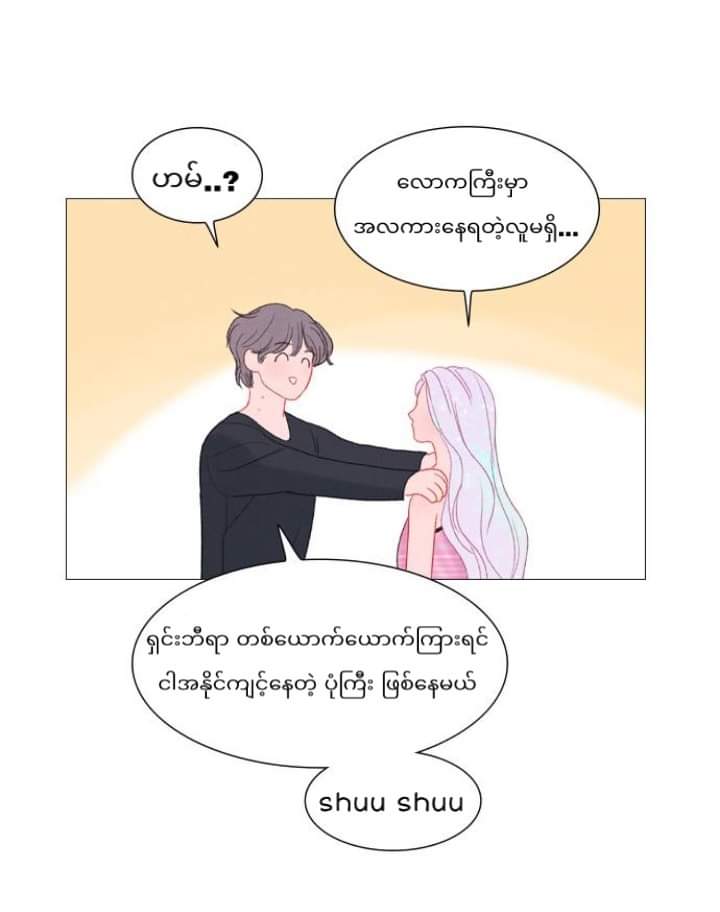 ဟမ်..?
လောကကြီးမှာ
အလကားနေရတဲ့လူမရှိ...
ရှင်းဘီရာ တစ်ယောက်ယောက်ကြားရင်
ငါအနိုင်ကျင့်နေတဲ့ ပုံကြီး ဖြစ်နေမယ်
shuu shuu